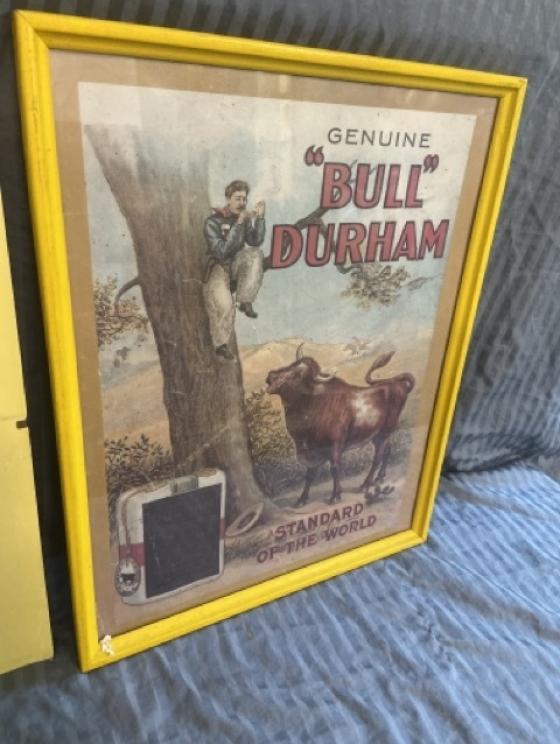 GENUINE
"BULL"
DURHAM
STANDARD
OF THE WORLD